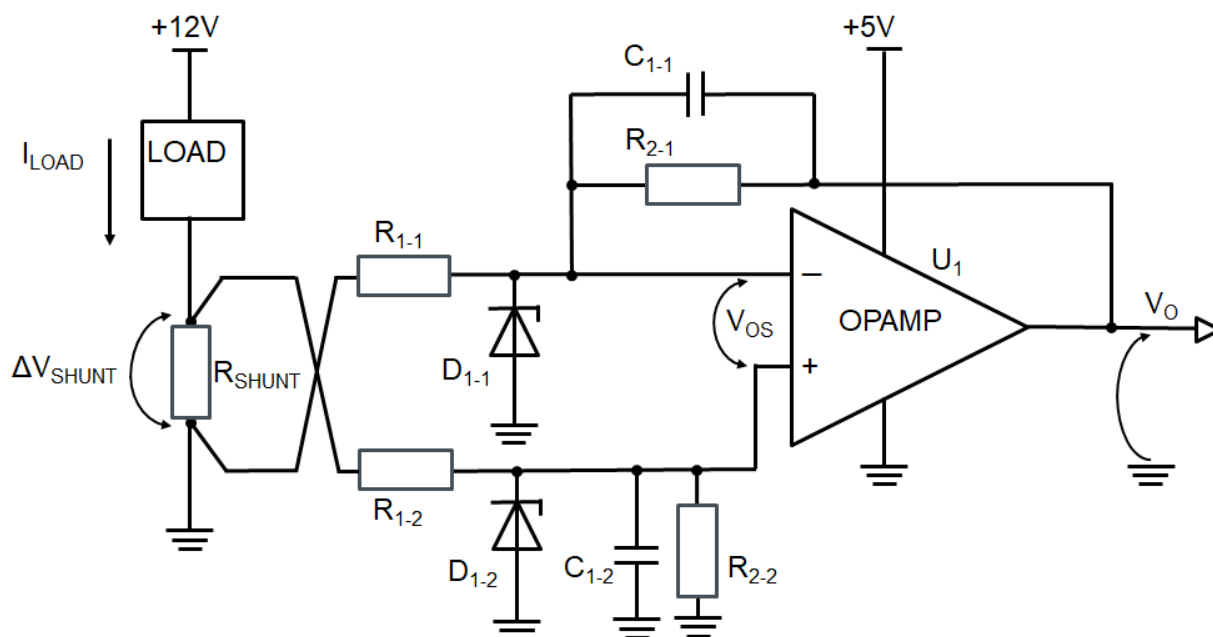 +12V
+5V
C1-1
ILOAD
LOAD
R2-1
R1-1
U1
−
VOS
OPAMP
VO
ΔVSHUNT
RSHUNT
D1-1
+
R1-2
D1-2
C1-2
R2-2